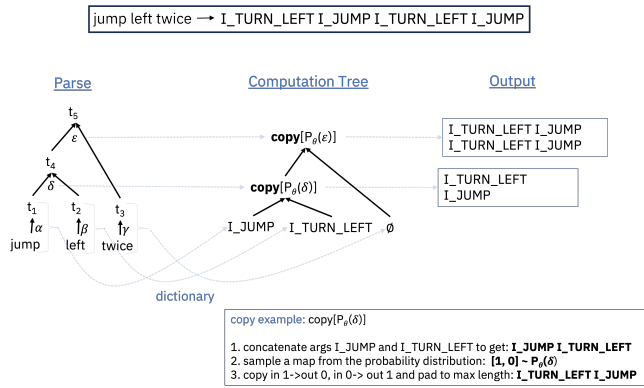 jump left twice → I_TURN_LEFT I_JUMP I_TURN_LEFT I_JUMP
Parse
Computation Tree
Output
t5
ε
copy[Pθ(ε)]
I_TURN_LEFT I_JUMP
I_TURN_LEFT I_JUMP
t4
δ
copy[Pθ(δ)]
I_TURN_LEFT
I_JUMP
t1 t2 t3
α β γ
jump left twice
I_JUMP I_TURN_LEFT ∅
dictionary
copy example: copy[Pθ(δ)]
1. concatenate args I_JUMP and I_TURN_LEFT to get: I_JUMP I_TURN_LEFT
2. sample a map from the probability distribution: [1, 0] ~ Pθ(δ)
3. copy in 1->out 0, in 0-> out 1 and pad to max length: I_TURN_LEFT I_JUMP